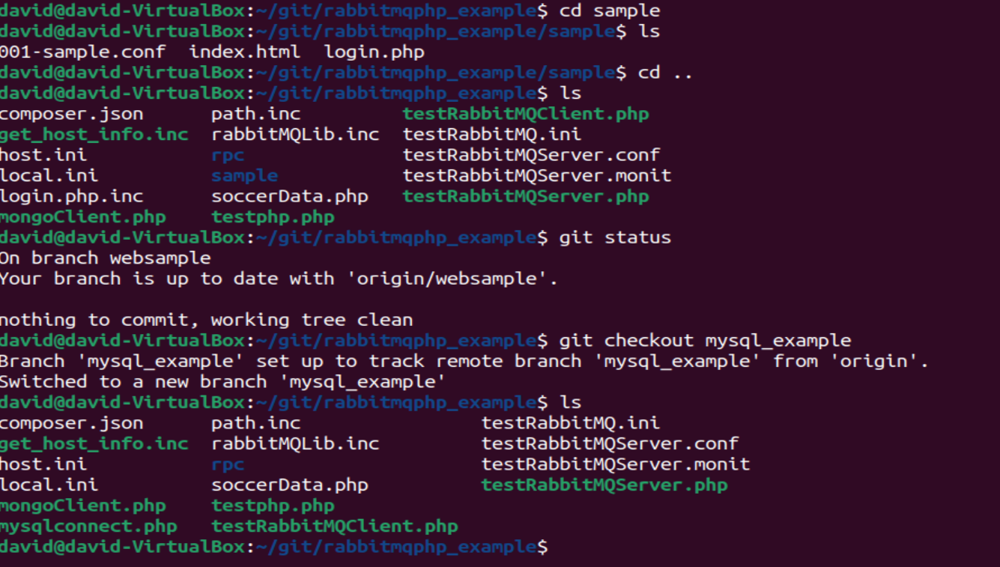 david@david-VirtualBox:~/git/rabbitmqphp_example$ cd sample
david@david-VirtualBox:~/git/rabbitmqphp_example/sample$ ls
001-sample.conf  index.html  login.php
david@david-VirtualBox:~/git/rabbitmqphp_example/sample$ cd ..
david@david-VirtualBox:~/git/rabbitmqphp_example$ ls
composer.json      path.inc         testRabbitMQClient.php
get_host_info.inc  rabbitMQLib.inc  testRabbitMQ.ini
host.ini           rpc              testRabbitMQServer.conf
local.ini          sample           testRabbitMQServer.monit
login.php.inc      soccerData.php   testRabbitMQServer.php
mongoClient.php    testphp.php
david@david-VirtualBox:~/git/rabbitmqphp_example$ git status
On branch websample
Your branch is up to date with 'origin/websample'.
nothing to commit, working tree clean
david@david-VirtualBox:~/git/rabbitmqphp_example$ git checkout mysql_example
Branch 'mysql_example' set up to track remote branch 'mysql_example' from 'origin'.
Switched to a new branch 'mysql_example'
david@david-VirtualBox:~/git/rabbitmqphp_example$ ls
composer.json      path.inc                testRabbitMQ.ini
get_host_info.inc  rabbitMQLib.inc         testRabbitMQServer.conf
host.ini           rpc                     testRabbitMQServer.monit
local.ini          soccerData.php          testRabbitMQServer.php
mongoClient.php    testphp.php
mysqlconnect.php   testRabbitMQClient.php
david@david-VirtualBox:~/git/rabbitmqphp_example$